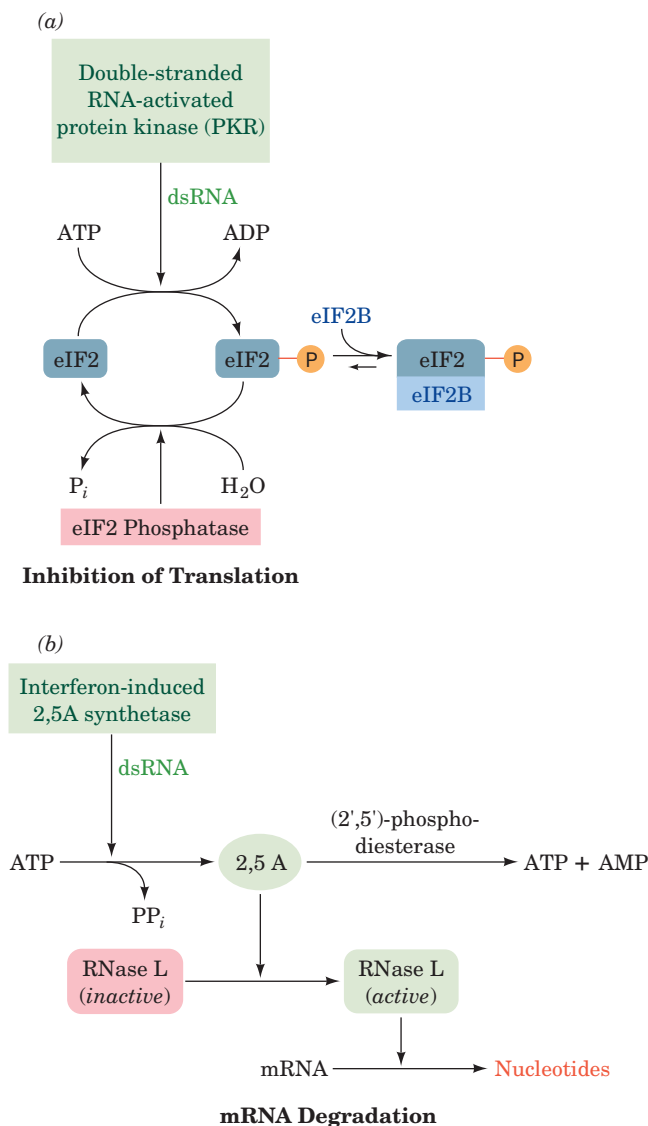 (a)
Double-stranded
RNA-activated
protein kinase (PKR)
dsRNA
ATP
ADP
eIF2B
eIF2
eIF2
P
eIF2
P
eIF2B
Pi
H2O
eIF2 Phosphatase
Inhibition of Translation
(b)
Interferon-induced
2,5A synthetase
dsRNA
(2',5')-phospho-
diesterase
ATP
2,5 A
ATP + AMP
PPi
RNase L
(inactive)
RNase L
(active)
mRNA
Nucleotides
mRNA Degradation